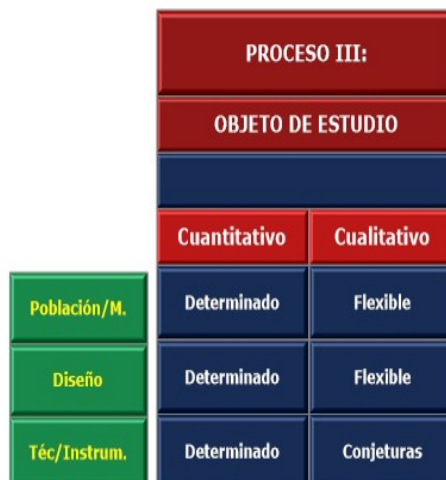 PROCESO III:
OBJETO DE ESTUDIO
Cuantitativo Cualitativo
Población/M. Determinado Flexible
Diseño Determinado Flexible
Téc/Instrum. Determinado Conjeturas